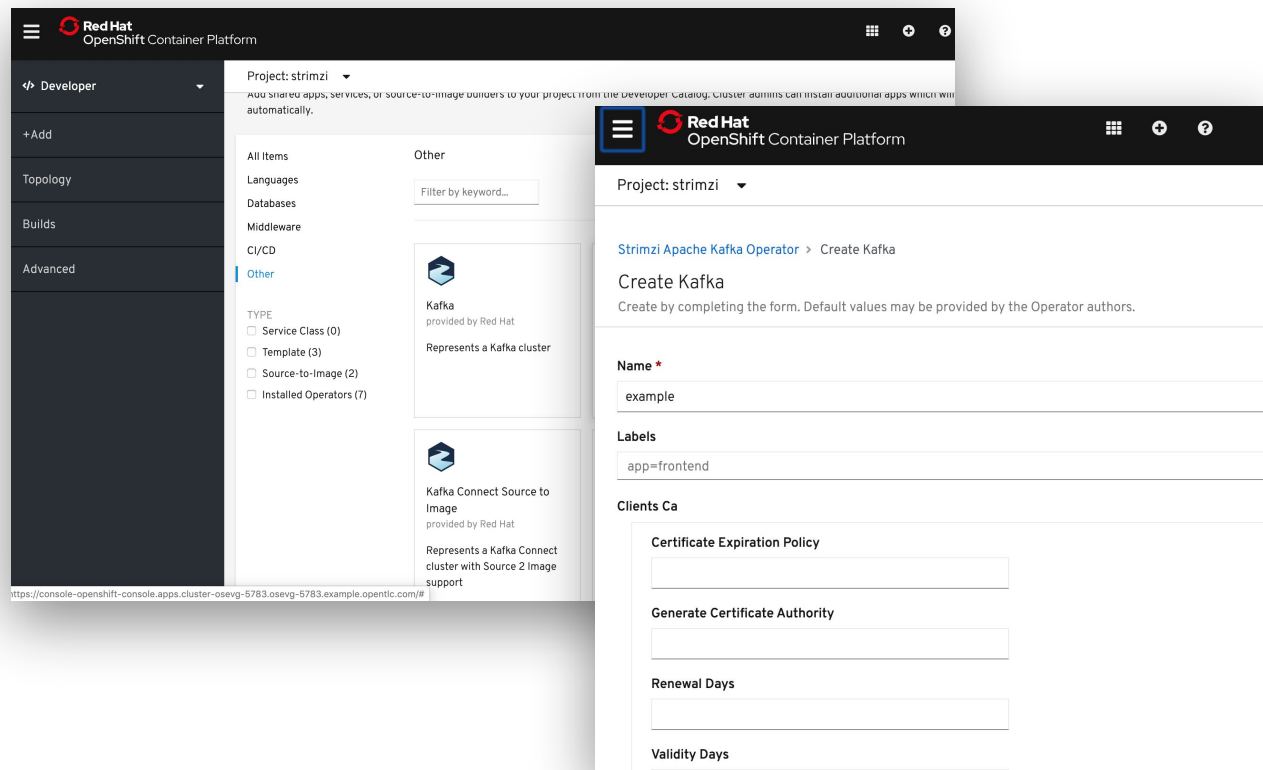 Red Hat
OpenShift Container Platform
Developer
+Add
Topology
Builds
Advanced
Project: strimzi
Add shared apps, services, or source-to-image builders to your project from the Developer Catalog. Cluster admins can install additional apps which will
automatically.
All Items
Languages
Databases
Middleware
CI/CD
Other
TYPE
Service Class (0)
Template (3)
Source-to-Image (2)
Installed Operators (7)
Other
Filter by keyword...
Kafka
provided by Red Hat
Represents a Kafka cluster
Kafka Connect Source to
Image
provided by Red Hat
Represents a Kafka Connect
cluster with Source 2 Image
support
https://console-openshift-console.apps.cluster-osevg-5783.osevg-5783.example.opentlc.com/#
Red Hat
OpenShift Container Platform
Project: strimzi
Strimzi Apache Kafka Operator > Create Kafka
Create Kafka
Create by completing the form. Default values may be provided by the Operator authors.
Name *
example
Labels
app=frontend
Clients Ca
Certificate Expiration Policy
Generate Certificate Authority
Renewal Days
Validity Days